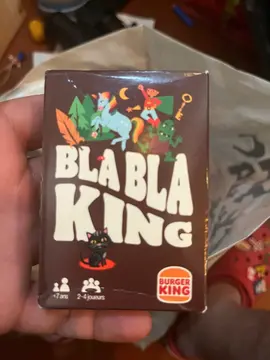 BLA BLA
KING
+7 ans
2-4 joueurs
BURGER
KING